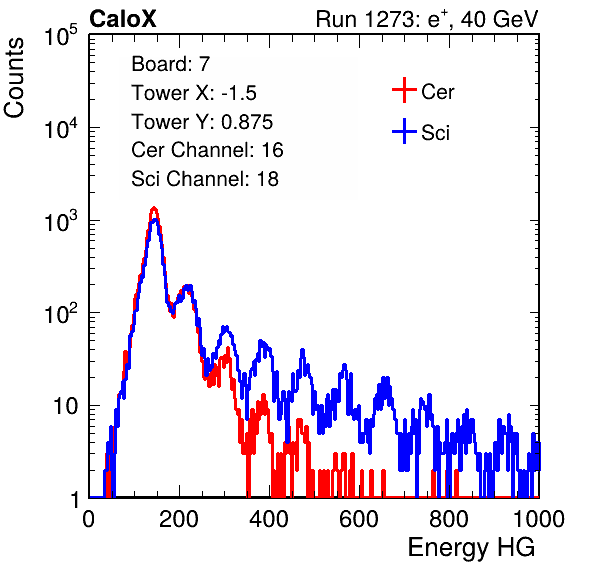 CaloX Run 1273: e⁺, 40 GeV
Counts
10⁵
10⁴
10³
10²
10
1
Board: 7
Tower X: -1.5
Tower Y: 0.875
Cer Channel: 16
Sci Channel: 18
Cer
Sci
0 200 400 600 800 1000
Energy HG